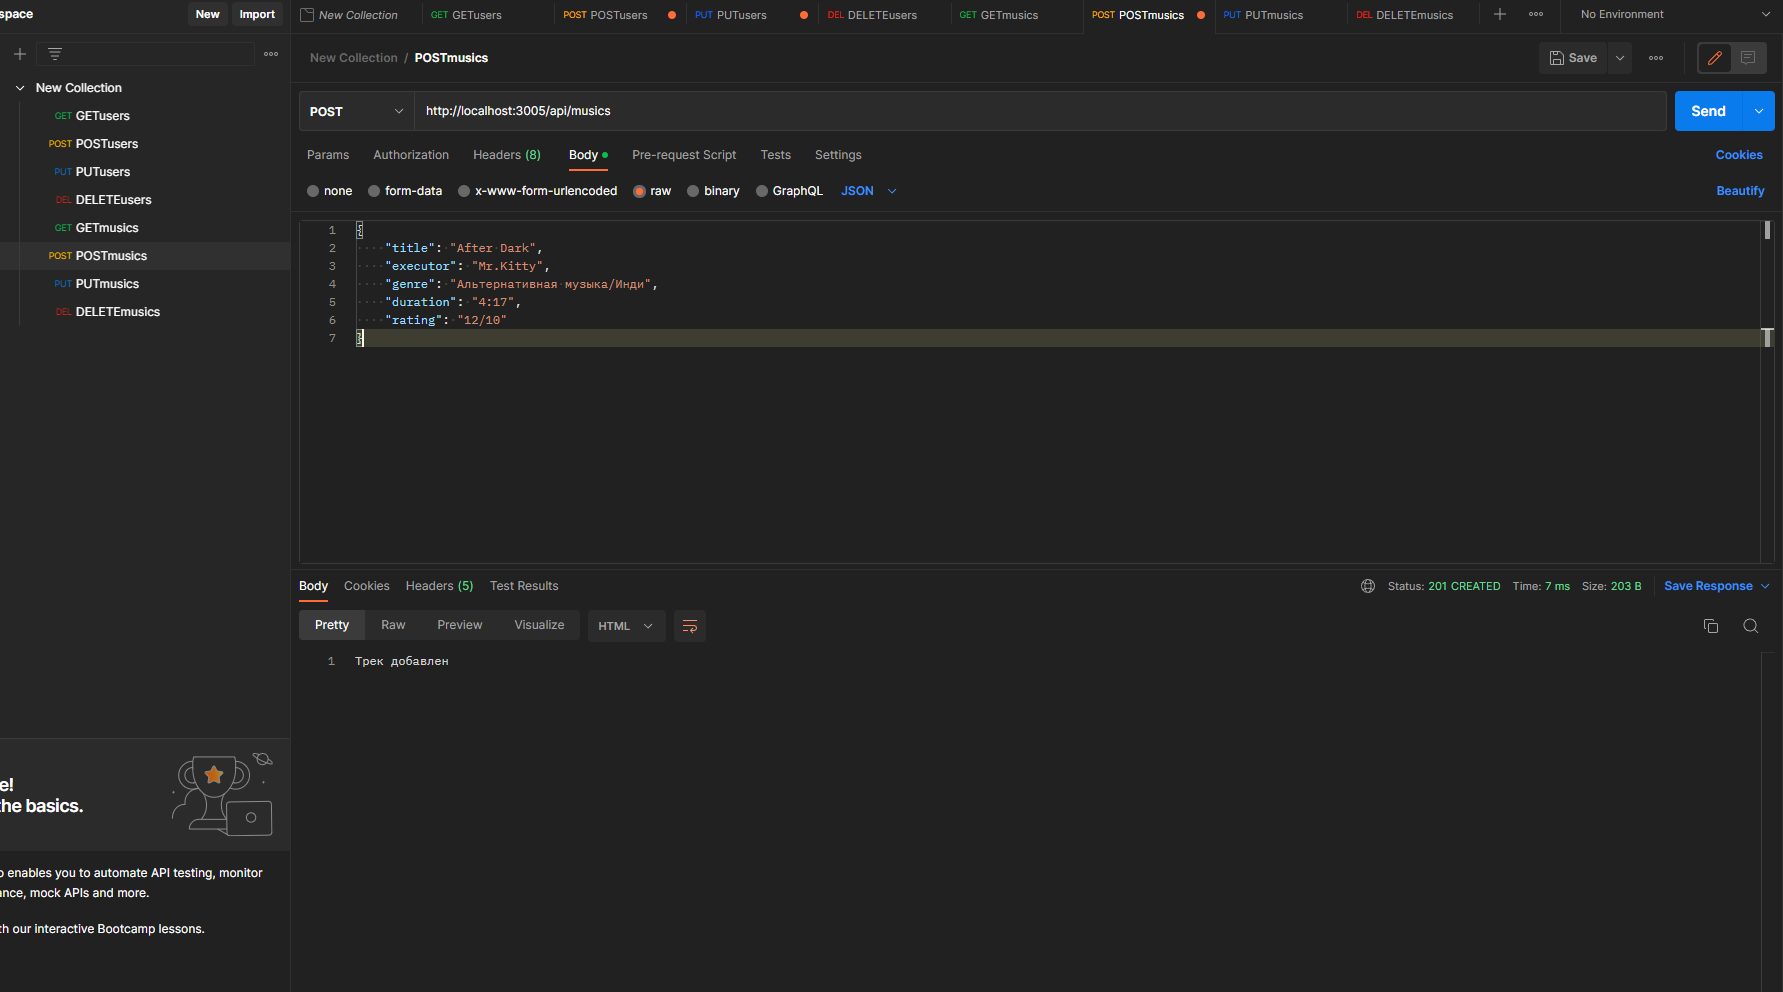 space
New Import
New Collection
GET GETusers
POST POSTusers
PUT PUTusers
DEL DELETEusers
GET GETmusics
POST POSTmusics
PUT PUTmusics
DEL DELETEmusics
No Environment
New Collection
GET GETusers
POST POSTusers
PUT PUTusers
DEL DELETEusers
GET GETmusics
POST POSTmusics
PUT PUTmusics
DEL DELETEmusics
e!
the basics.
o enables you to automate API testing, monitor
ance, mock APIs and more.
th our interactive Bootcamp lessons.
New Collection / POSTmusics
Save
POST http://localhost:3005/api/musics
Send
Params Authorization Headers (8) Body Pre-request Script Tests Settings Cookies
none form-data x-www-form-urlencoded raw binary GraphQL JSON Beautify
1 {
2 "title": "After Dark",
3 "executor": "Mr.Kitty",
4 "genre": "Альтернативная музыка/Инди",
5 "duration": "4:17",
6 "rating": "12/10"
7 }
Body Cookies Headers (5) Test Results
Status: 201 CREATED Time: 7 ms Size: 203 B Save Response
Pretty Raw Preview Visualize HTML
1 Трек добавлен